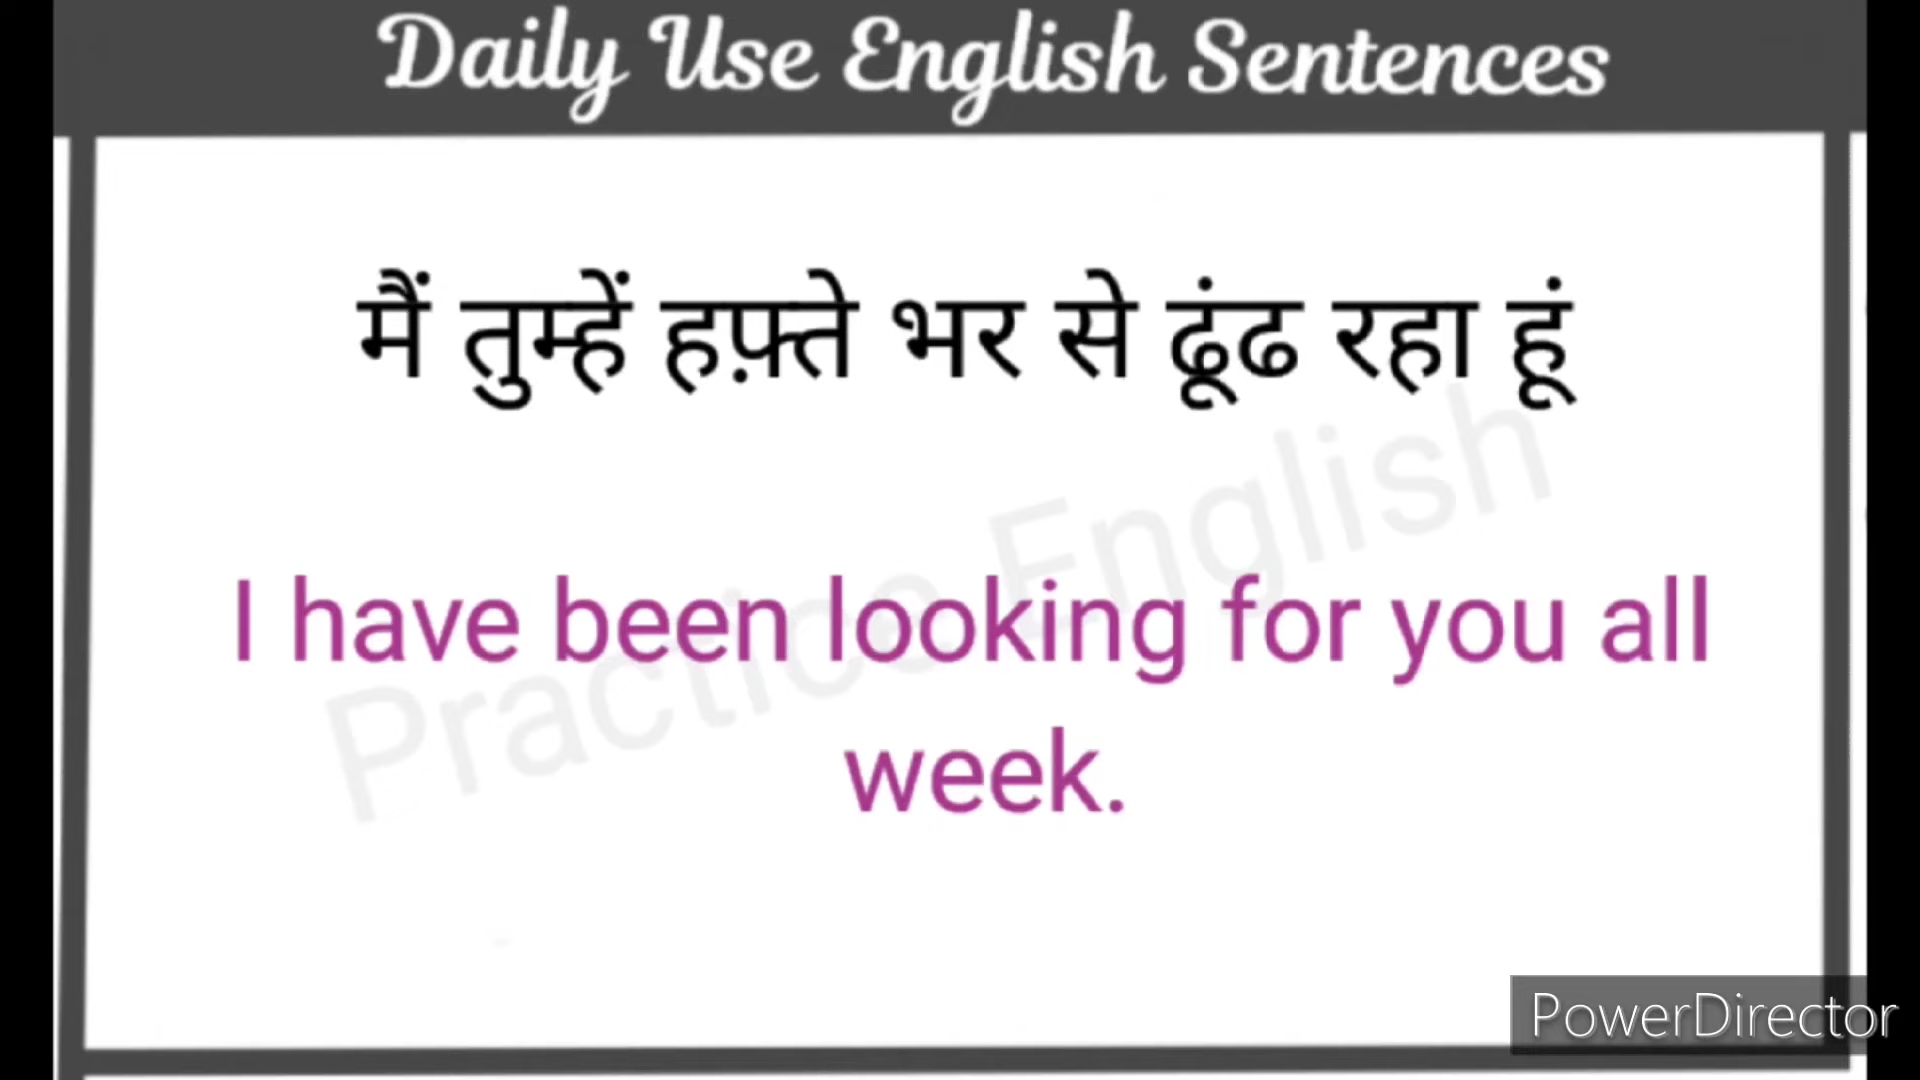 Daily Use English Sentences
मैं तुम्हें हफ़्ते भर से ढूंढ रहा हूं
Practice English
I have been looking for you all
week.
PowerDirector